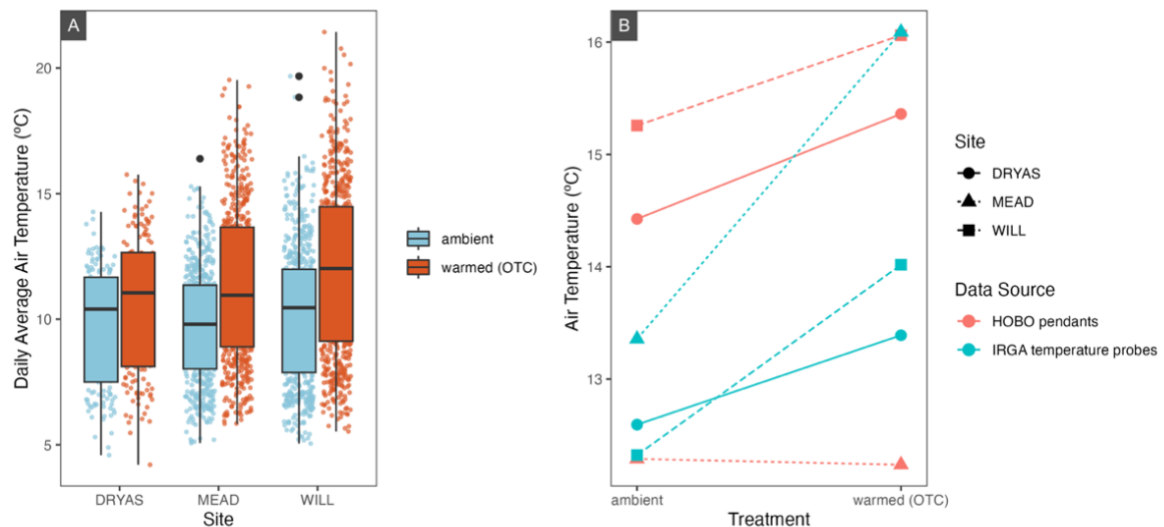 A
Daily Average Air Temperature (ºC)
20
15
10
5
DRYAS MEAD WILL
Site
ambient
warmed (OTC)
B
Air Temperature (ºC)
16
15
14
13
ambient warmed (OTC)
Treatment
Site
DRYAS
MEAD
WILL
Data Source
HOBO pendants
IRGA temperature probes